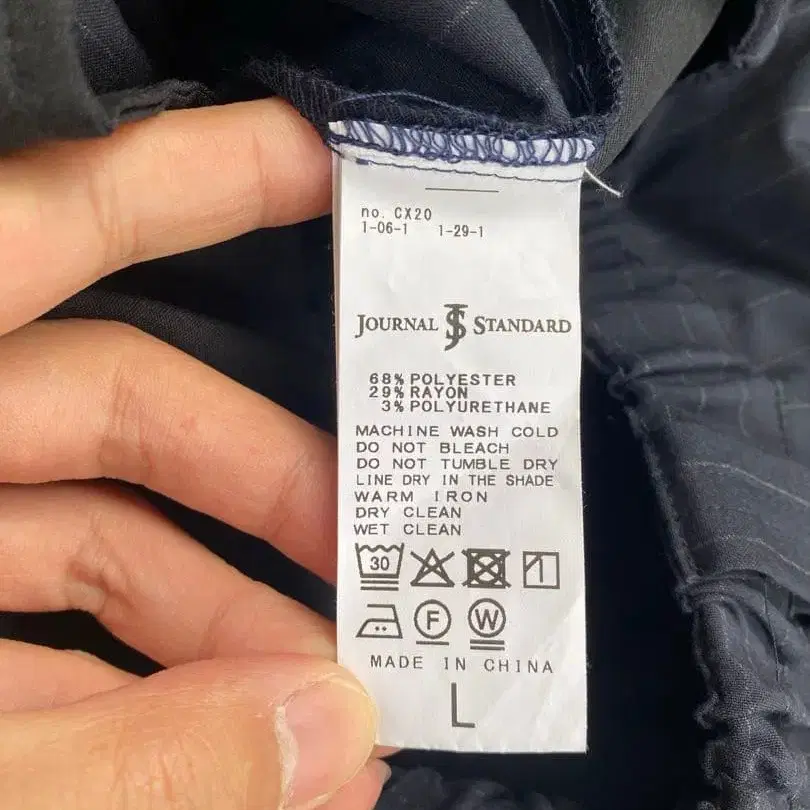 no. CX20
1-06-1 1-29-1
JOURNAL JS STANDARD
68% POLYESTER
29% RAYON
3% POLYURETHANE
MACHINE WASH COLD
DO NOT BLEACH
DO NOT TUMBLE DRY
LINE DRY IN THE SHADE
WARM IRON
DRY CLEAN
WET CLEAN
30
F W
MADE IN CHINA
L